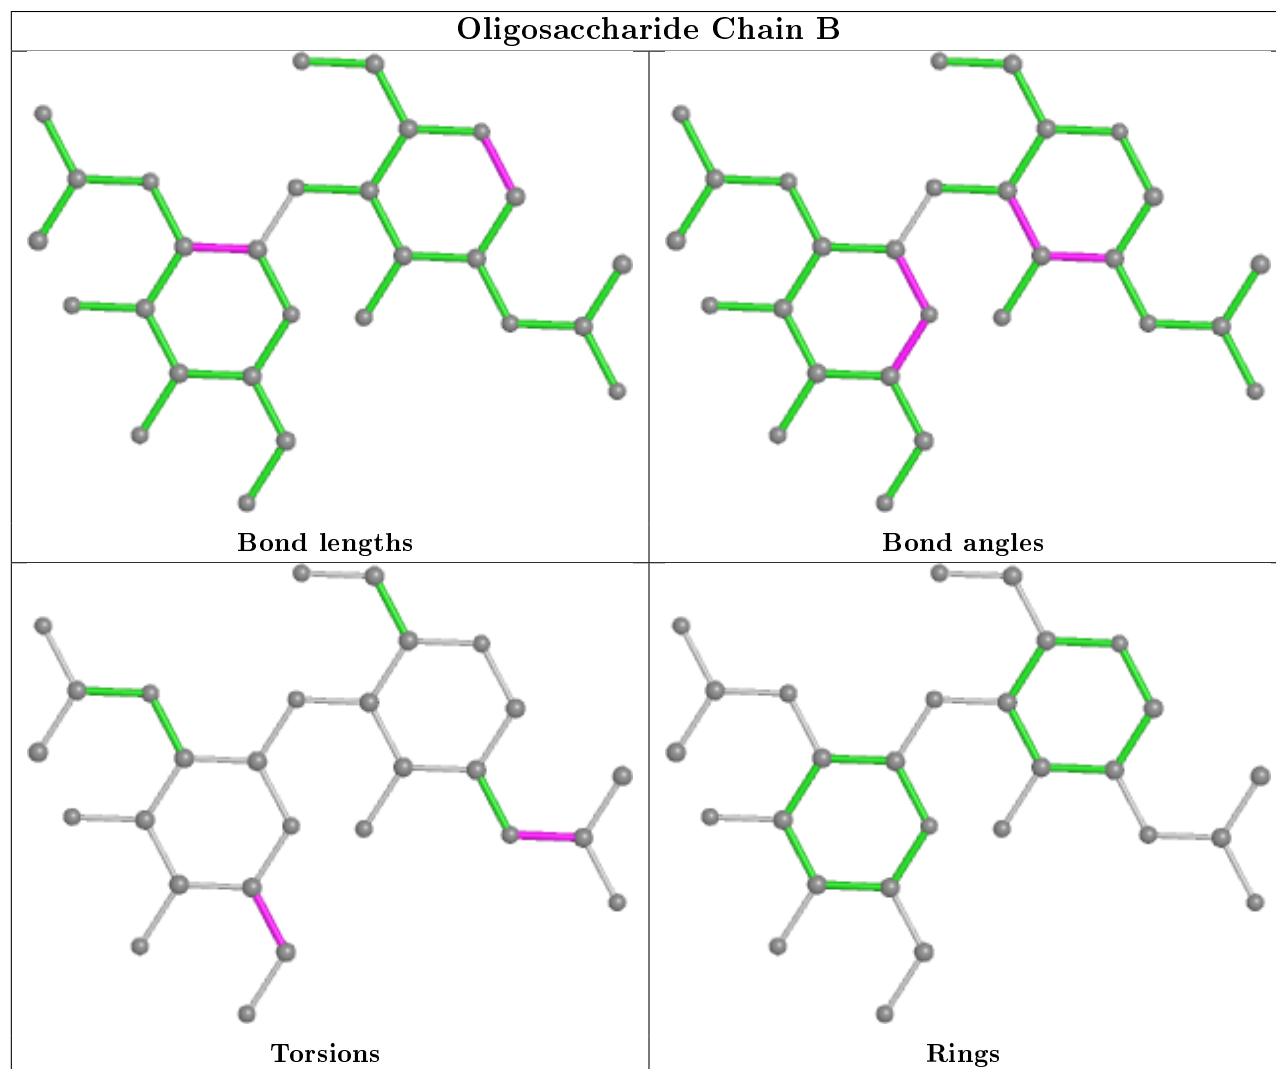 Oligosaccharide Chain B
Bond lengths
Bond angles
Torsions
Rings